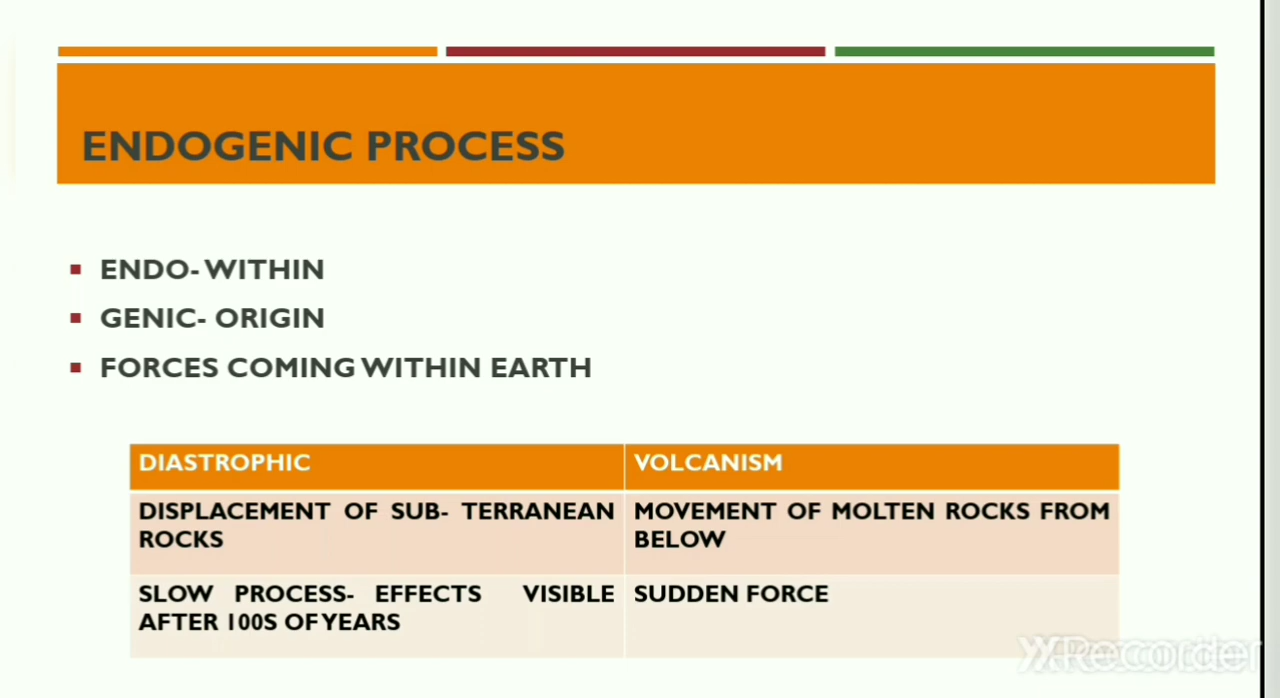 ENDOGENIC PROCESS
ENDO- WITHIN
GENIC- ORIGIN
FORCES COMING WITHIN EARTH
DIASTROPHIC
VOLCANISM
DISPLACEMENT OF SUB- TERRANEAN
ROCKS
MOVEMENT OF MOLTEN ROCKS FROM
BELOW
SLOW PROCESS- EFFECTS VISIBLE
AFTER 100S OF YEARS
SUDDEN FORCE
XRecorder